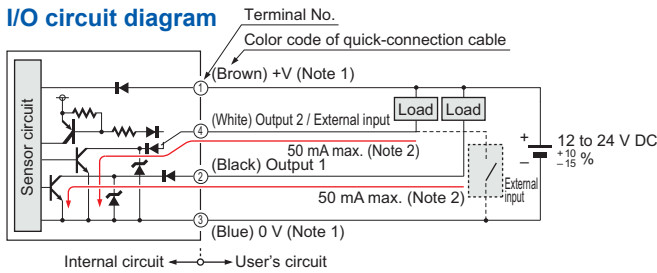 I/O circuit diagram
Terminal No.
Color code of quick-connection cable
Sensor circuit
1
(Brown) +V (Note 1)
4
(White) Output 2 / External input
Load
Load
50 mA max. (Note 2)
2
(Black) Output 1
50 mA max. (Note 2)
External
input
+
−
12 to 24 V DC
+10
−15 %
3
(Blue) 0 V (Note 1)
Internal circuit
User's circuit